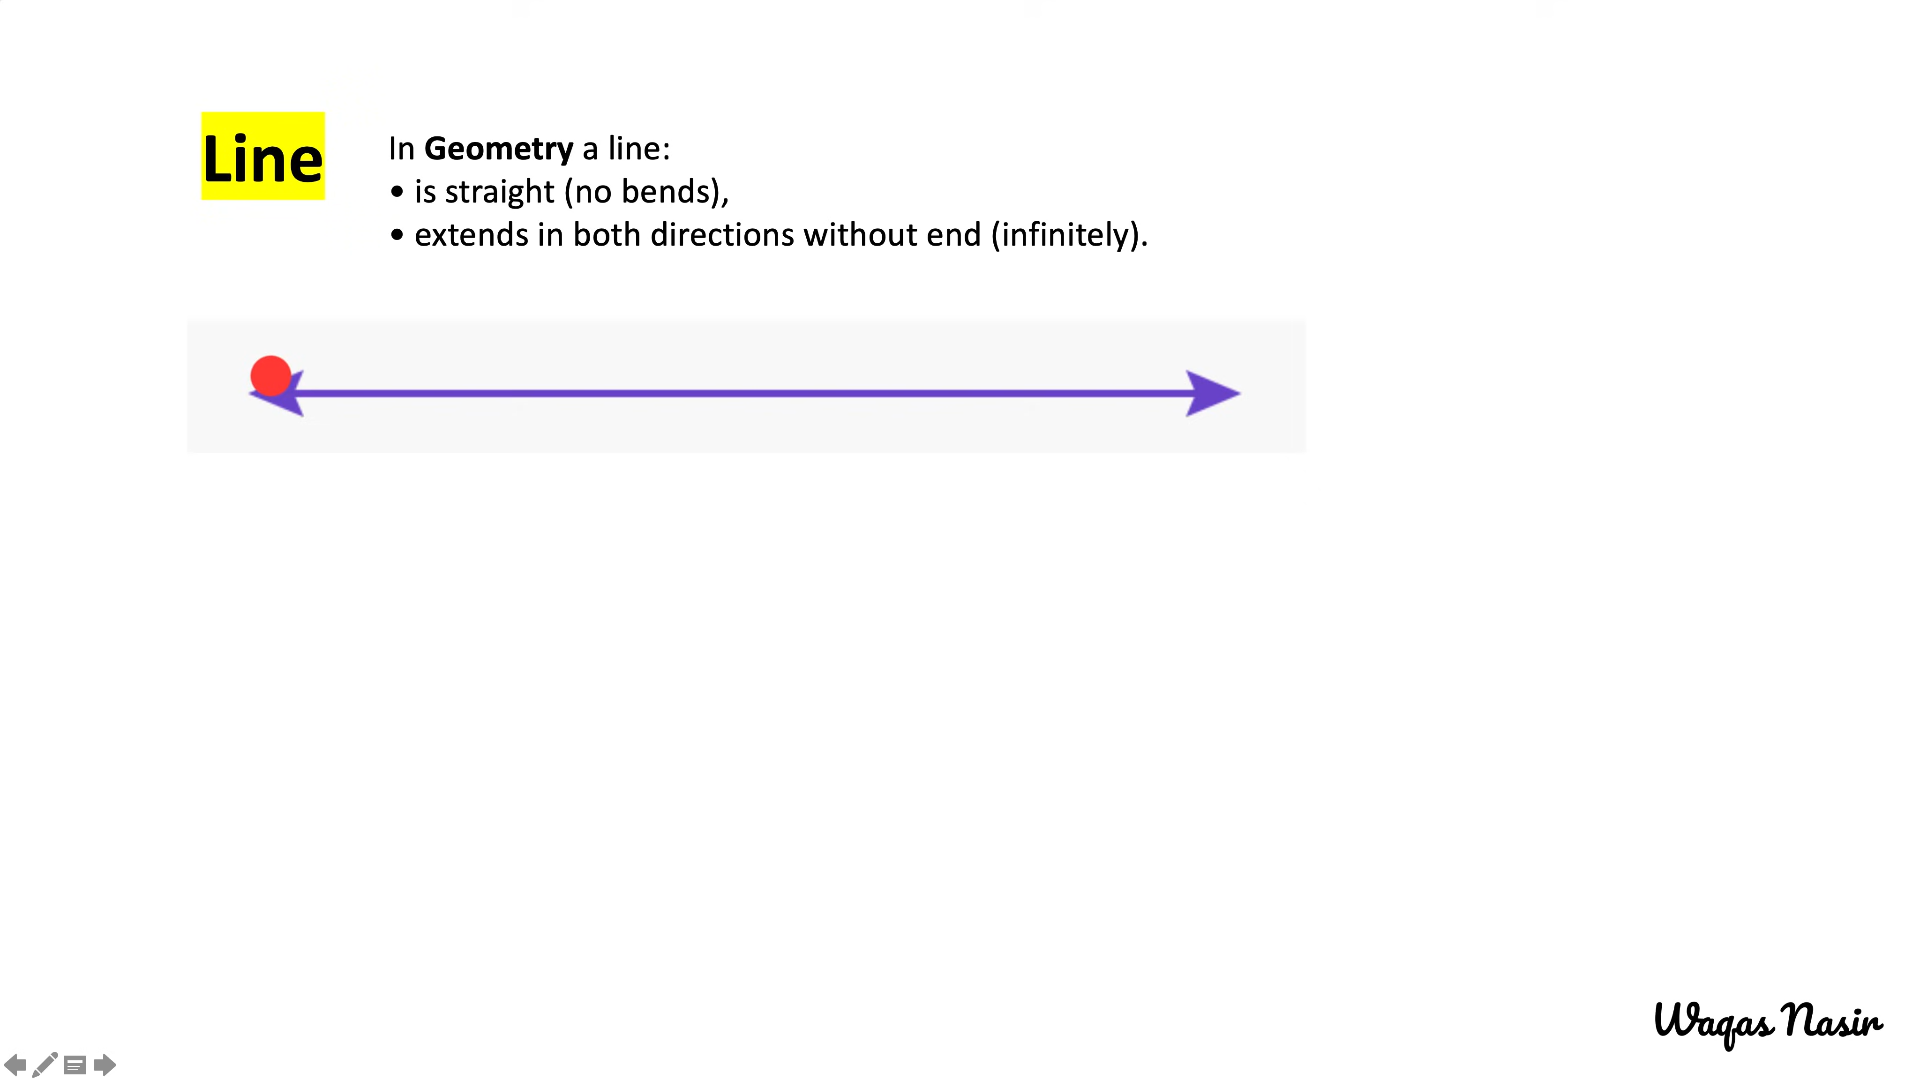 Line
In Geometry a line:
• is straight (no bends),
• extends in both directions without end (infinitely).
Waqas Nasir